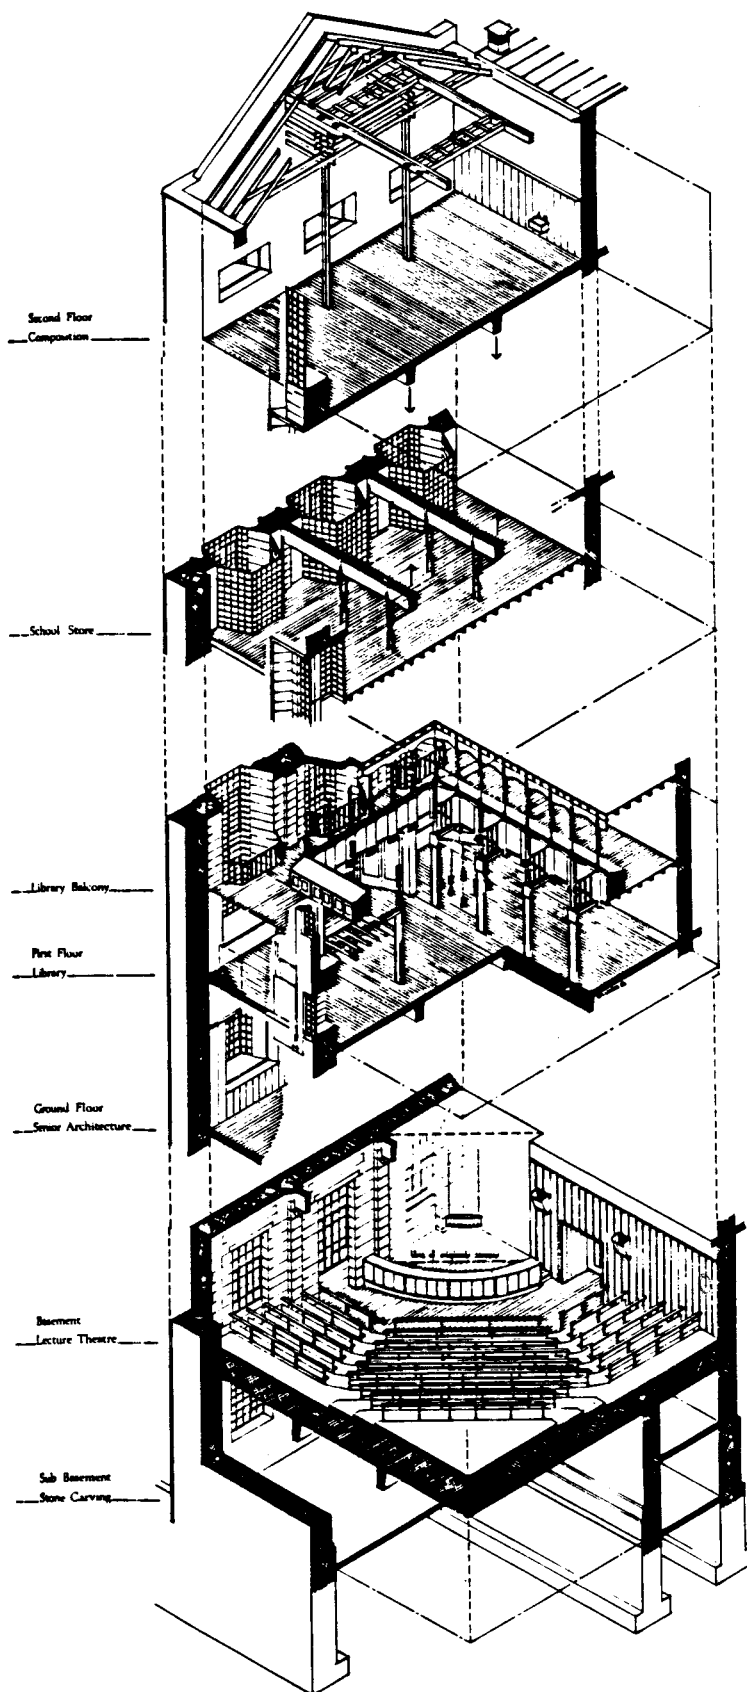 Second Floor
Composition
School Store
Library Balcony
First Floor
Library
Ground Floor
Senior Architecture
Basement
Lecture Theatre
Sub Basement
Stone Carving